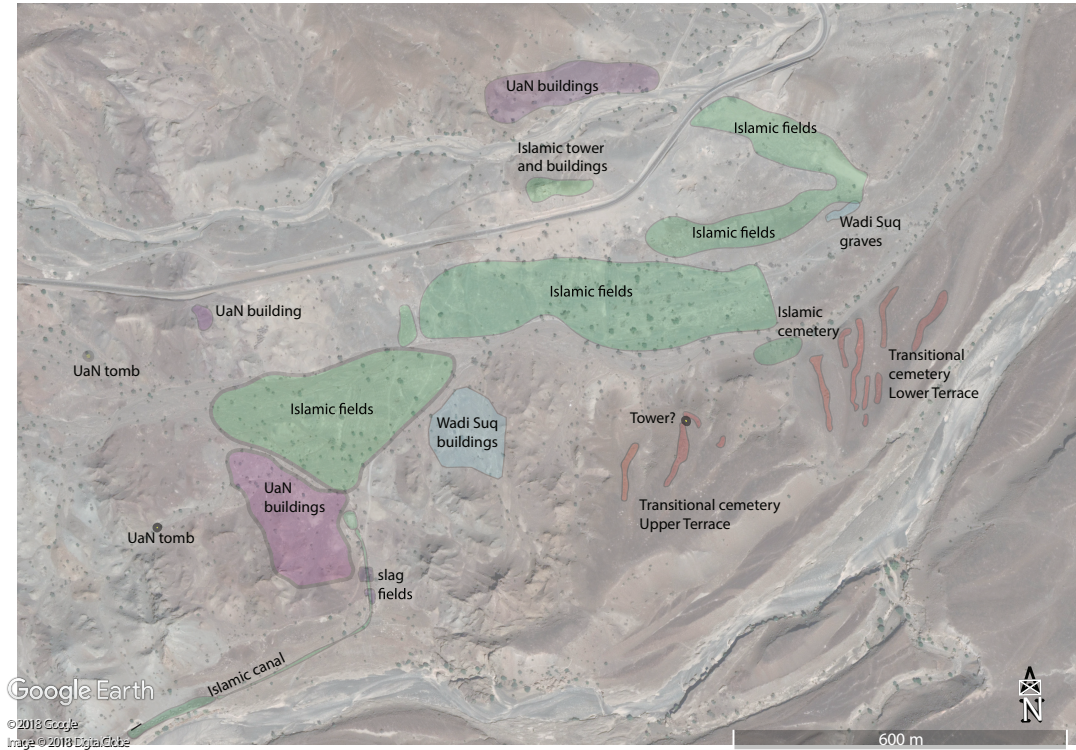 UaN buildings
Islamic fields
Islamic tower
and buildings
Wadi Suq
graves
Islamic fields
Islamic fields
UaN building
Islamic
cemetery
Transitional
cemetery
Lower Terrace
UaN tomb
Islamic fields
Wadi Suq
buildings
Tower?
UaN
buildings
Transitional cemetery
Upper Terrace
UaN tomb
slag
fields
Islamic canal
Google Earth
©2018 Google
Image © 2018 DigitalGlobe
N
600 m